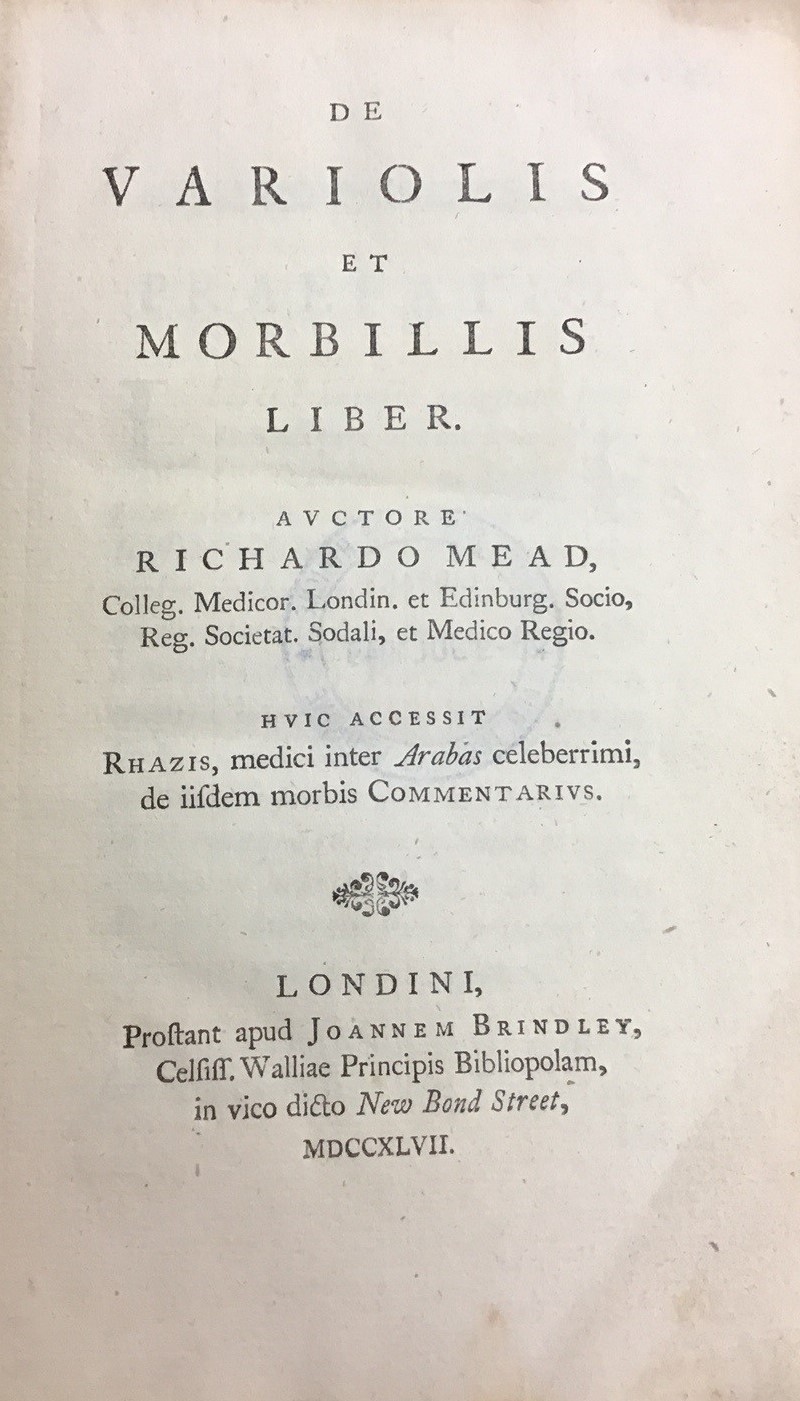 DE
VARIOLIS
ET
MORBILLIS
LIBER.
AVCTORE
RICHARDO MEAD,
Colleg. Medicor. Londin. et Edinburg. Socio,
Reg. Societat. Sodali, et Medico Regio.
HVIC ACCESSIT
RHAZIS, medici inter Arabas celeberrimi,
de iiſdem morbis COMMENTARIVS.
LONDINI,
Proſtant apud JOANNEM BRINDLEY,
Celſiſſ. Walliae Principis Bibliopolam,
in vico dicto New Bond Street,
MDCCXLVII.